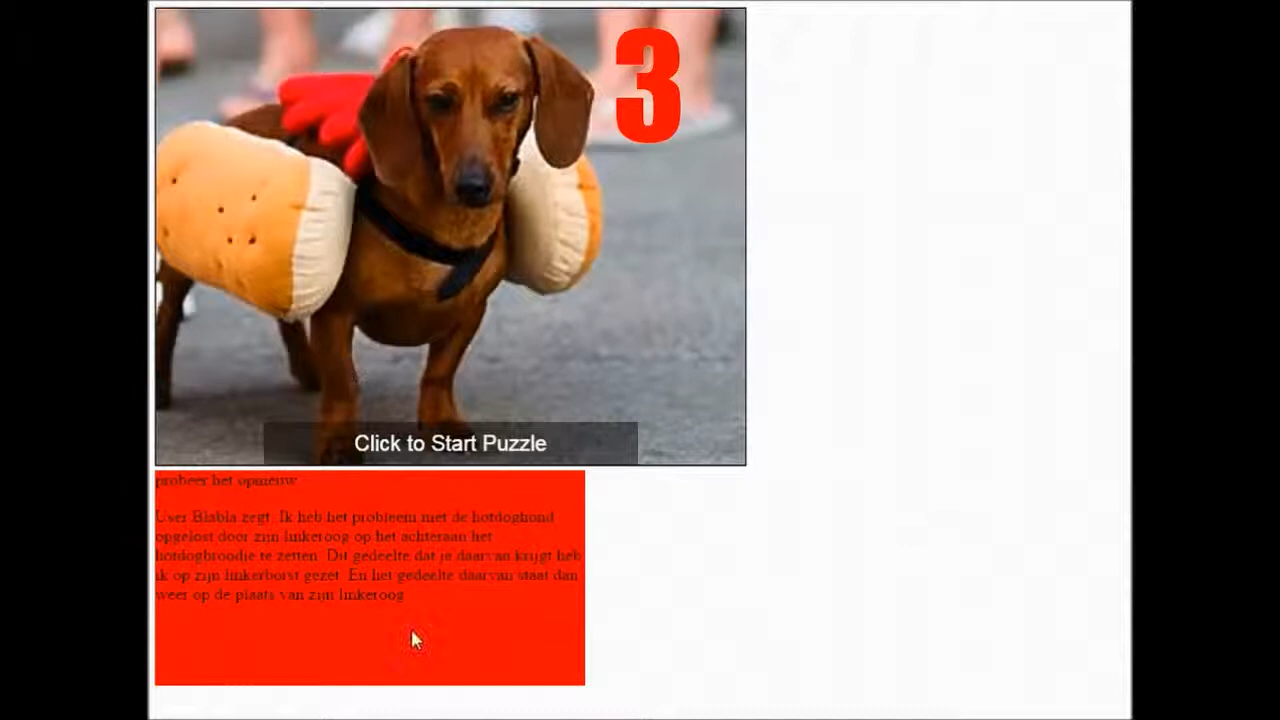 3
Click to Start Puzzle
probeer het opnieuw
User Blabla zegt: Ik heb het probleem met de hotdoghond
opgelost door zijn linkeroog op het achteraan het
hotdogbroodje te zetten. Dit gedeelte dat je daarvan krijgt heb
ik op zijn linkerborst gezet. En het gedeelte daarvan staat dan
weer op de plaats van zijn linkeroog